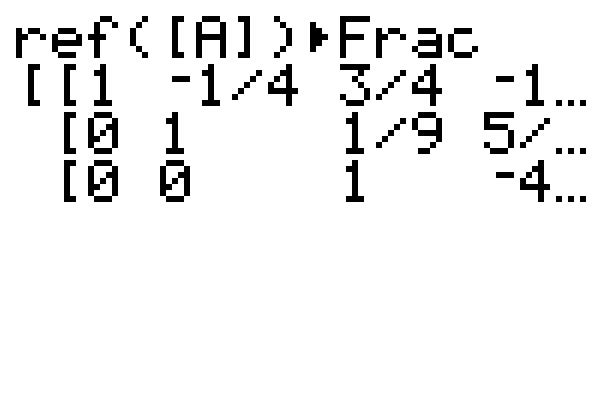 ref([A])▶Frac
[[1 ⁻1/4 3/4 ⁻1…
[0 1 1/9 5/…
[0 0 1 ⁻4…